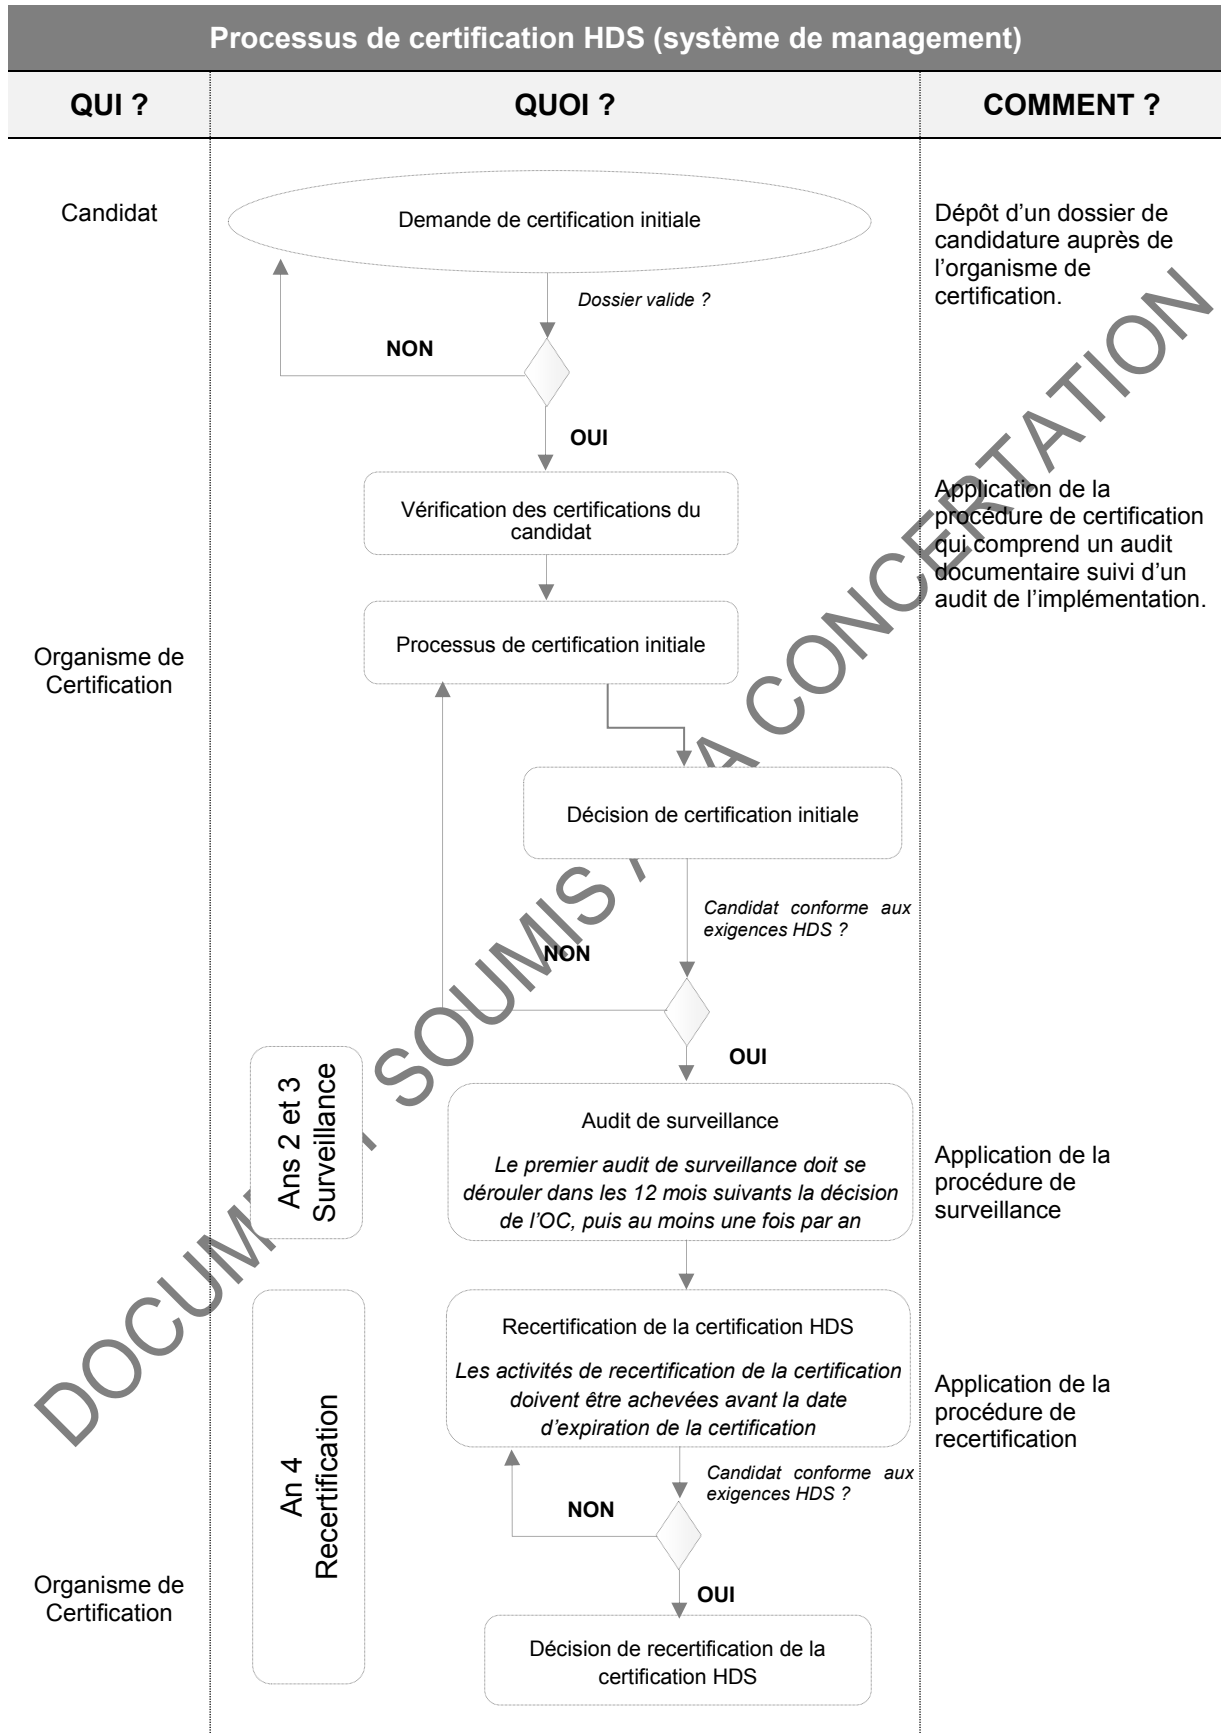 Processus de certification HDS (système de management)
QUI ?
QUOI ?
COMMENT ?
Candidat
Demande de certification initiale
Dépôt d’un dossier de
candidature auprès de
l’organisme de
certification.
Dossier valide ?
NON
OUI
Vérification des certifications du
candidat
Application de la
procédure de certification
qui comprend un audit
documentaire suivi d’un
audit de l’implémentation.
Processus de certification initiale
Organisme de
Certification
Décision de certification initiale
Candidat conforme aux
exigences HDS ?
NON
OUI
Ans 2 et 3
Surveillance
Audit de surveillance
Le premier audit de surveillance doit se
dérouler dans les 12 mois suivants la décision
de l’OC, puis au moins une fois par an
Application de la
procédure de
surveillance
An 4
Recertification
Recertification de la certification HDS
Les activités de recertification de la certification
doivent être achevées avant la date
d’expiration de la certification
Application de la
procédure de
recertification
Candidat conforme aux
exigences HDS ?
NON
OUI
Organisme de
Certification
Décision de recertification de la
certification HDS
DOCUMENT SOUMIS A LA CONCERTATION